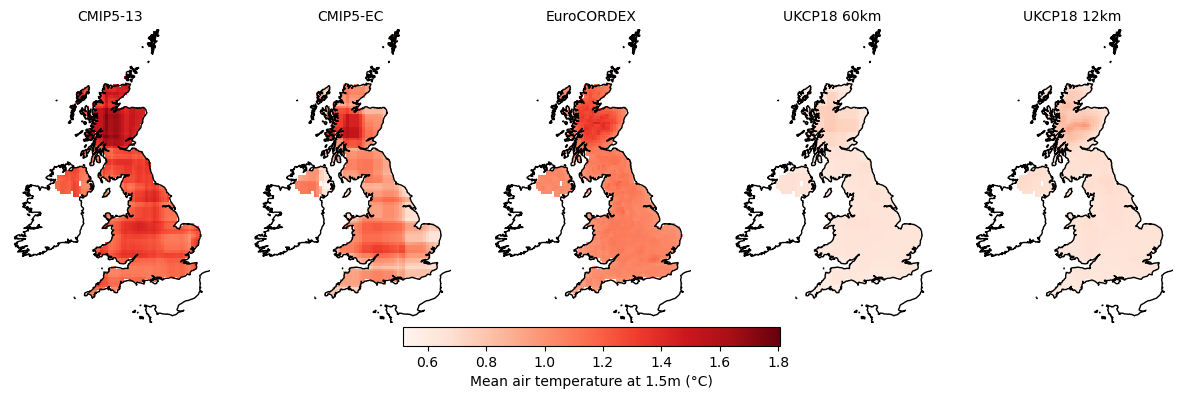 CMIP5-13 CMIP5-EC EuroCORDEX UKCP18 60km UKCP18 12km
0.6 0.8 1.0 1.2 1.4 1.6 1.8
Mean air temperature at 1.5m (°C)